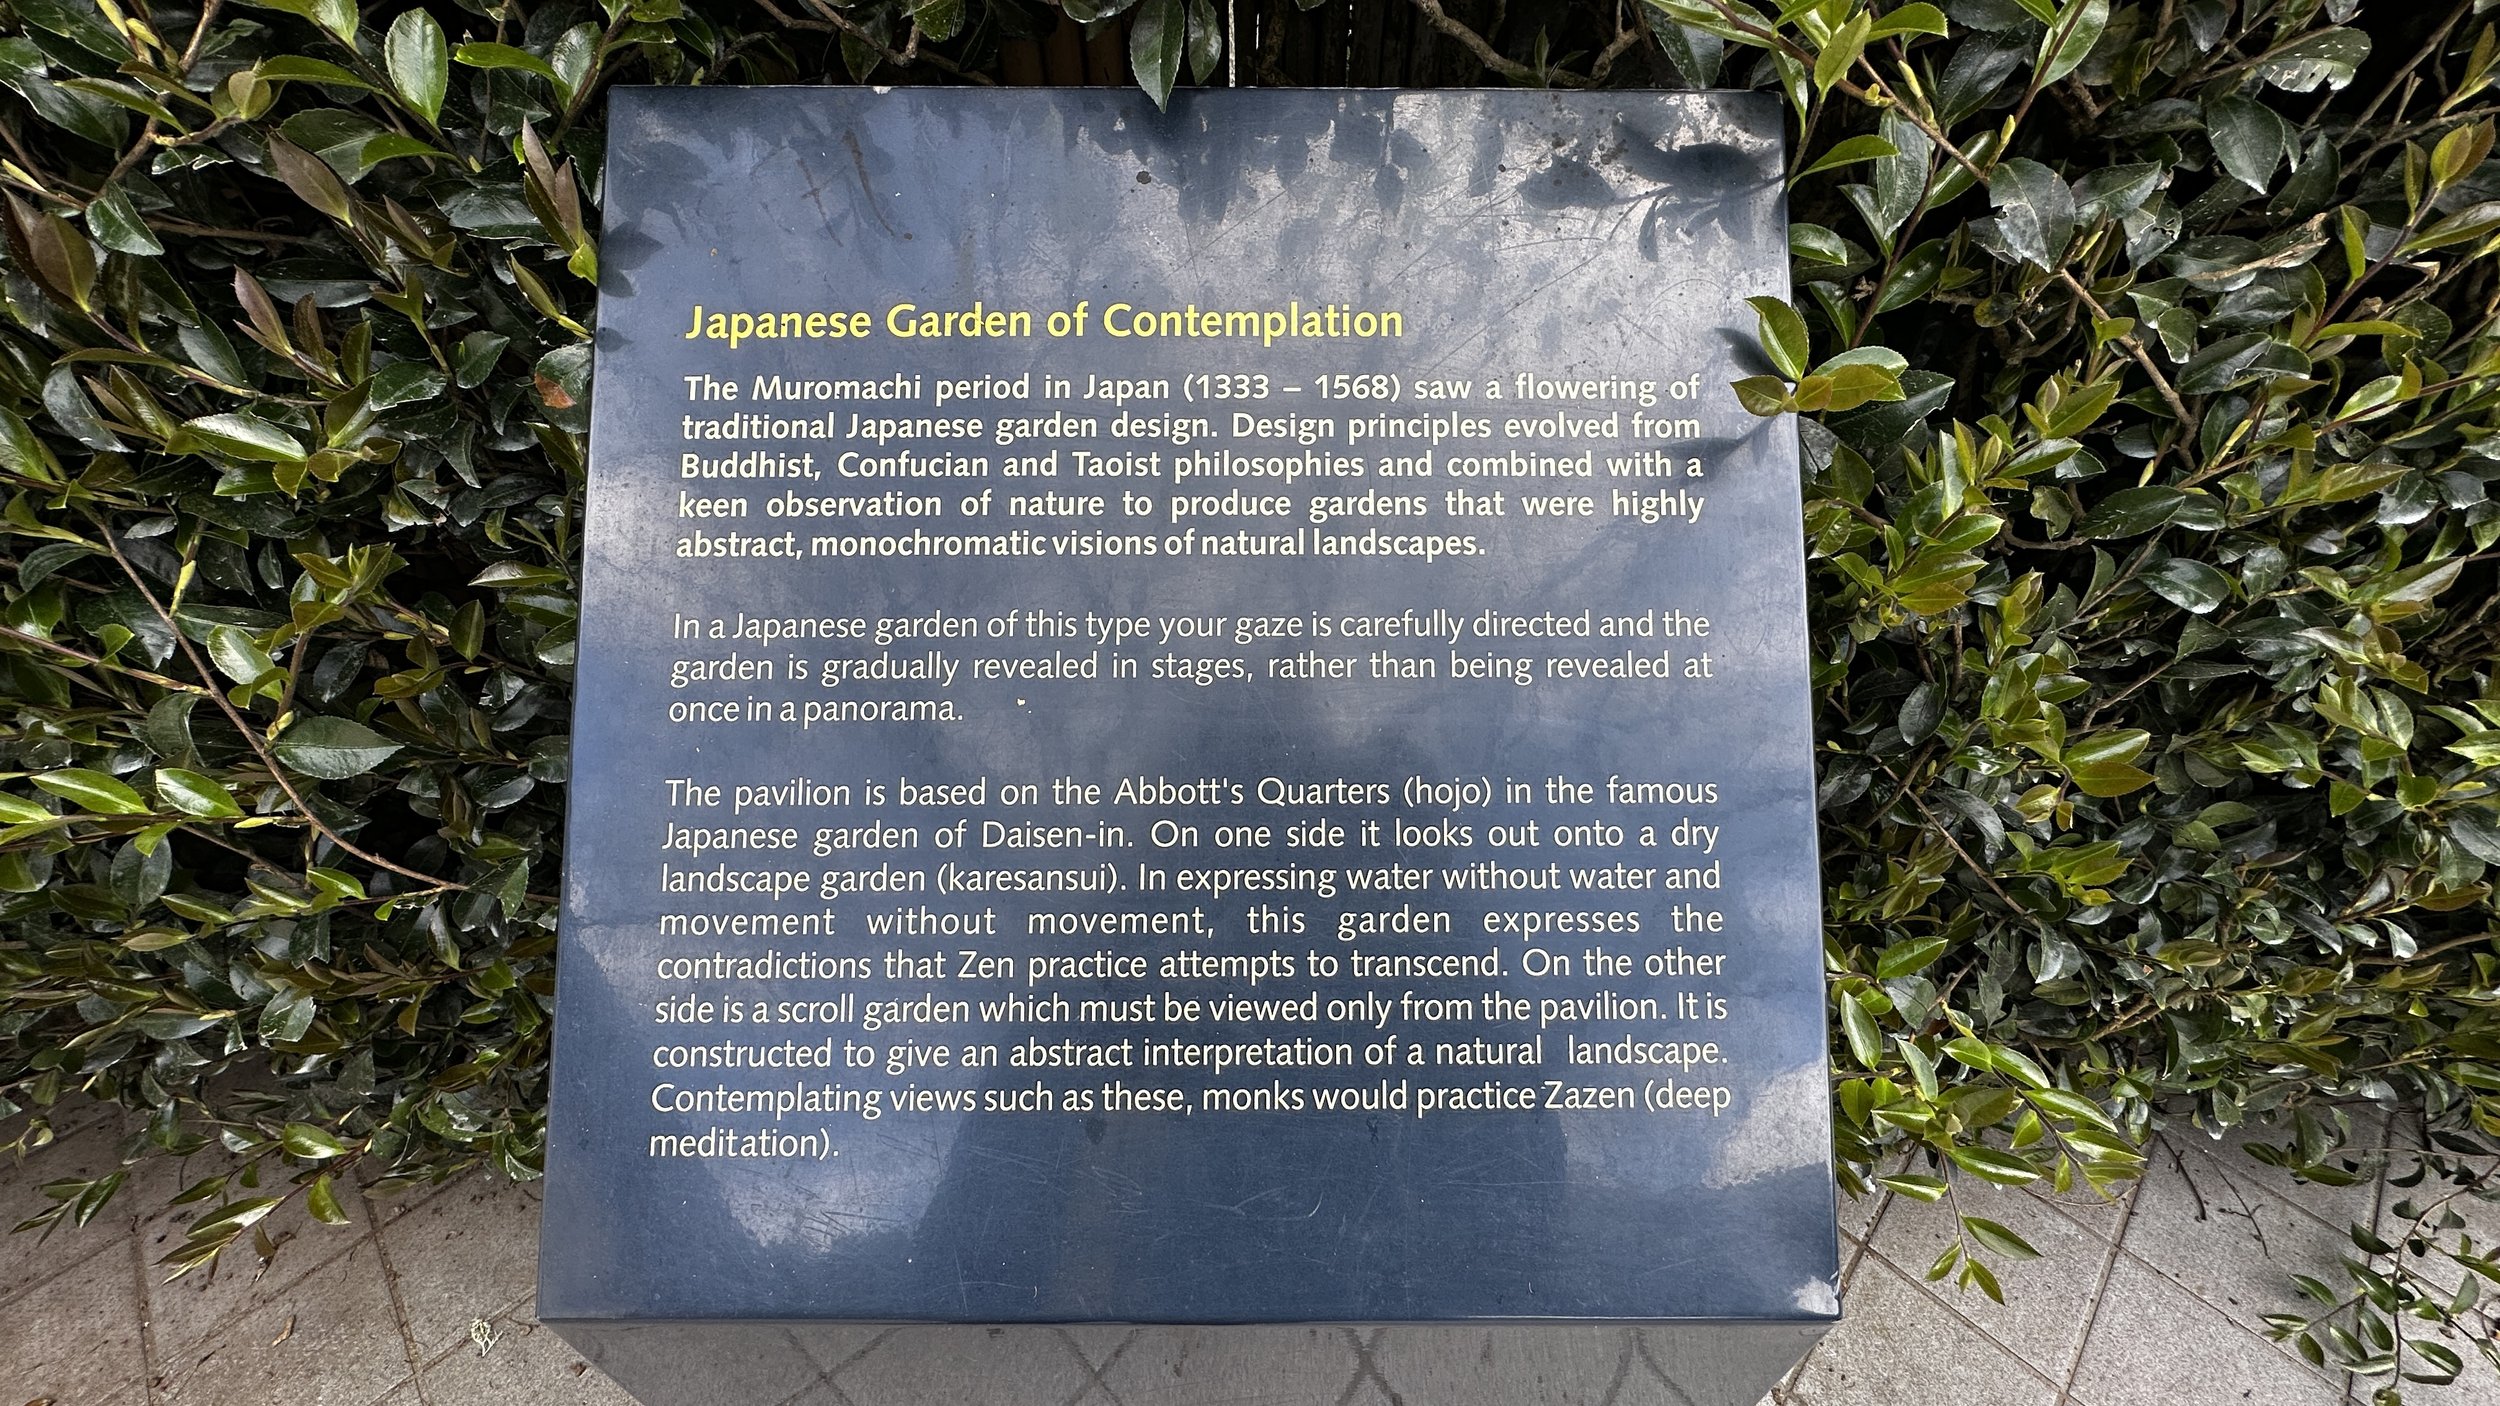 Japanese Garden of Contemplation
The Muromachi period in Japan (1333 – 1568) saw a flowering of
traditional Japanese garden design. Design principles evolved from
Buddhist, Confucian and Taoist philosophies and combined with a
keen observation of nature to produce gardens that were highly
abstract, monochromatic visions of natural landscapes.
In a Japanese garden of this type your gaze is carefully directed and the
garden is gradually revealed in stages, rather than being revealed at
once in a panorama.
The pavilion is based on the Abbott's Quarters (hojo) in the famous
Japanese garden of Daisen-in. On one side it looks out onto a dry
landscape garden (karesansui). In expressing water without water and
movement without movement, this garden expresses the
contradictions that Zen practice attempts to transcend. On the other
side is a scroll garden which must be viewed only from the pavilion. It is
constructed to give an abstract interpretation of a natural landscape.
Contemplating views such as these, monks would practice Zazen (deep
meditation).